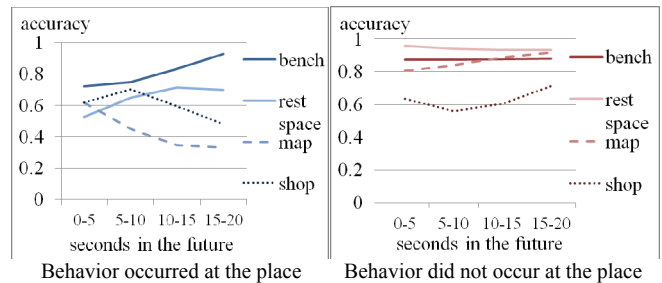 accuracy
1
0.8
0.6
0.4
0.2
0
0-5 5-10 10-15 15-20
seconds in the future
bench
rest
space
map
shop
Behavior occurred at the place
accuracy
1
0.8
0.6
0.4
0.2
0
0-5 5-10 10-15 15-20
seconds in the future
bench
rest
space
map
shop
Behavior did not occur at the place